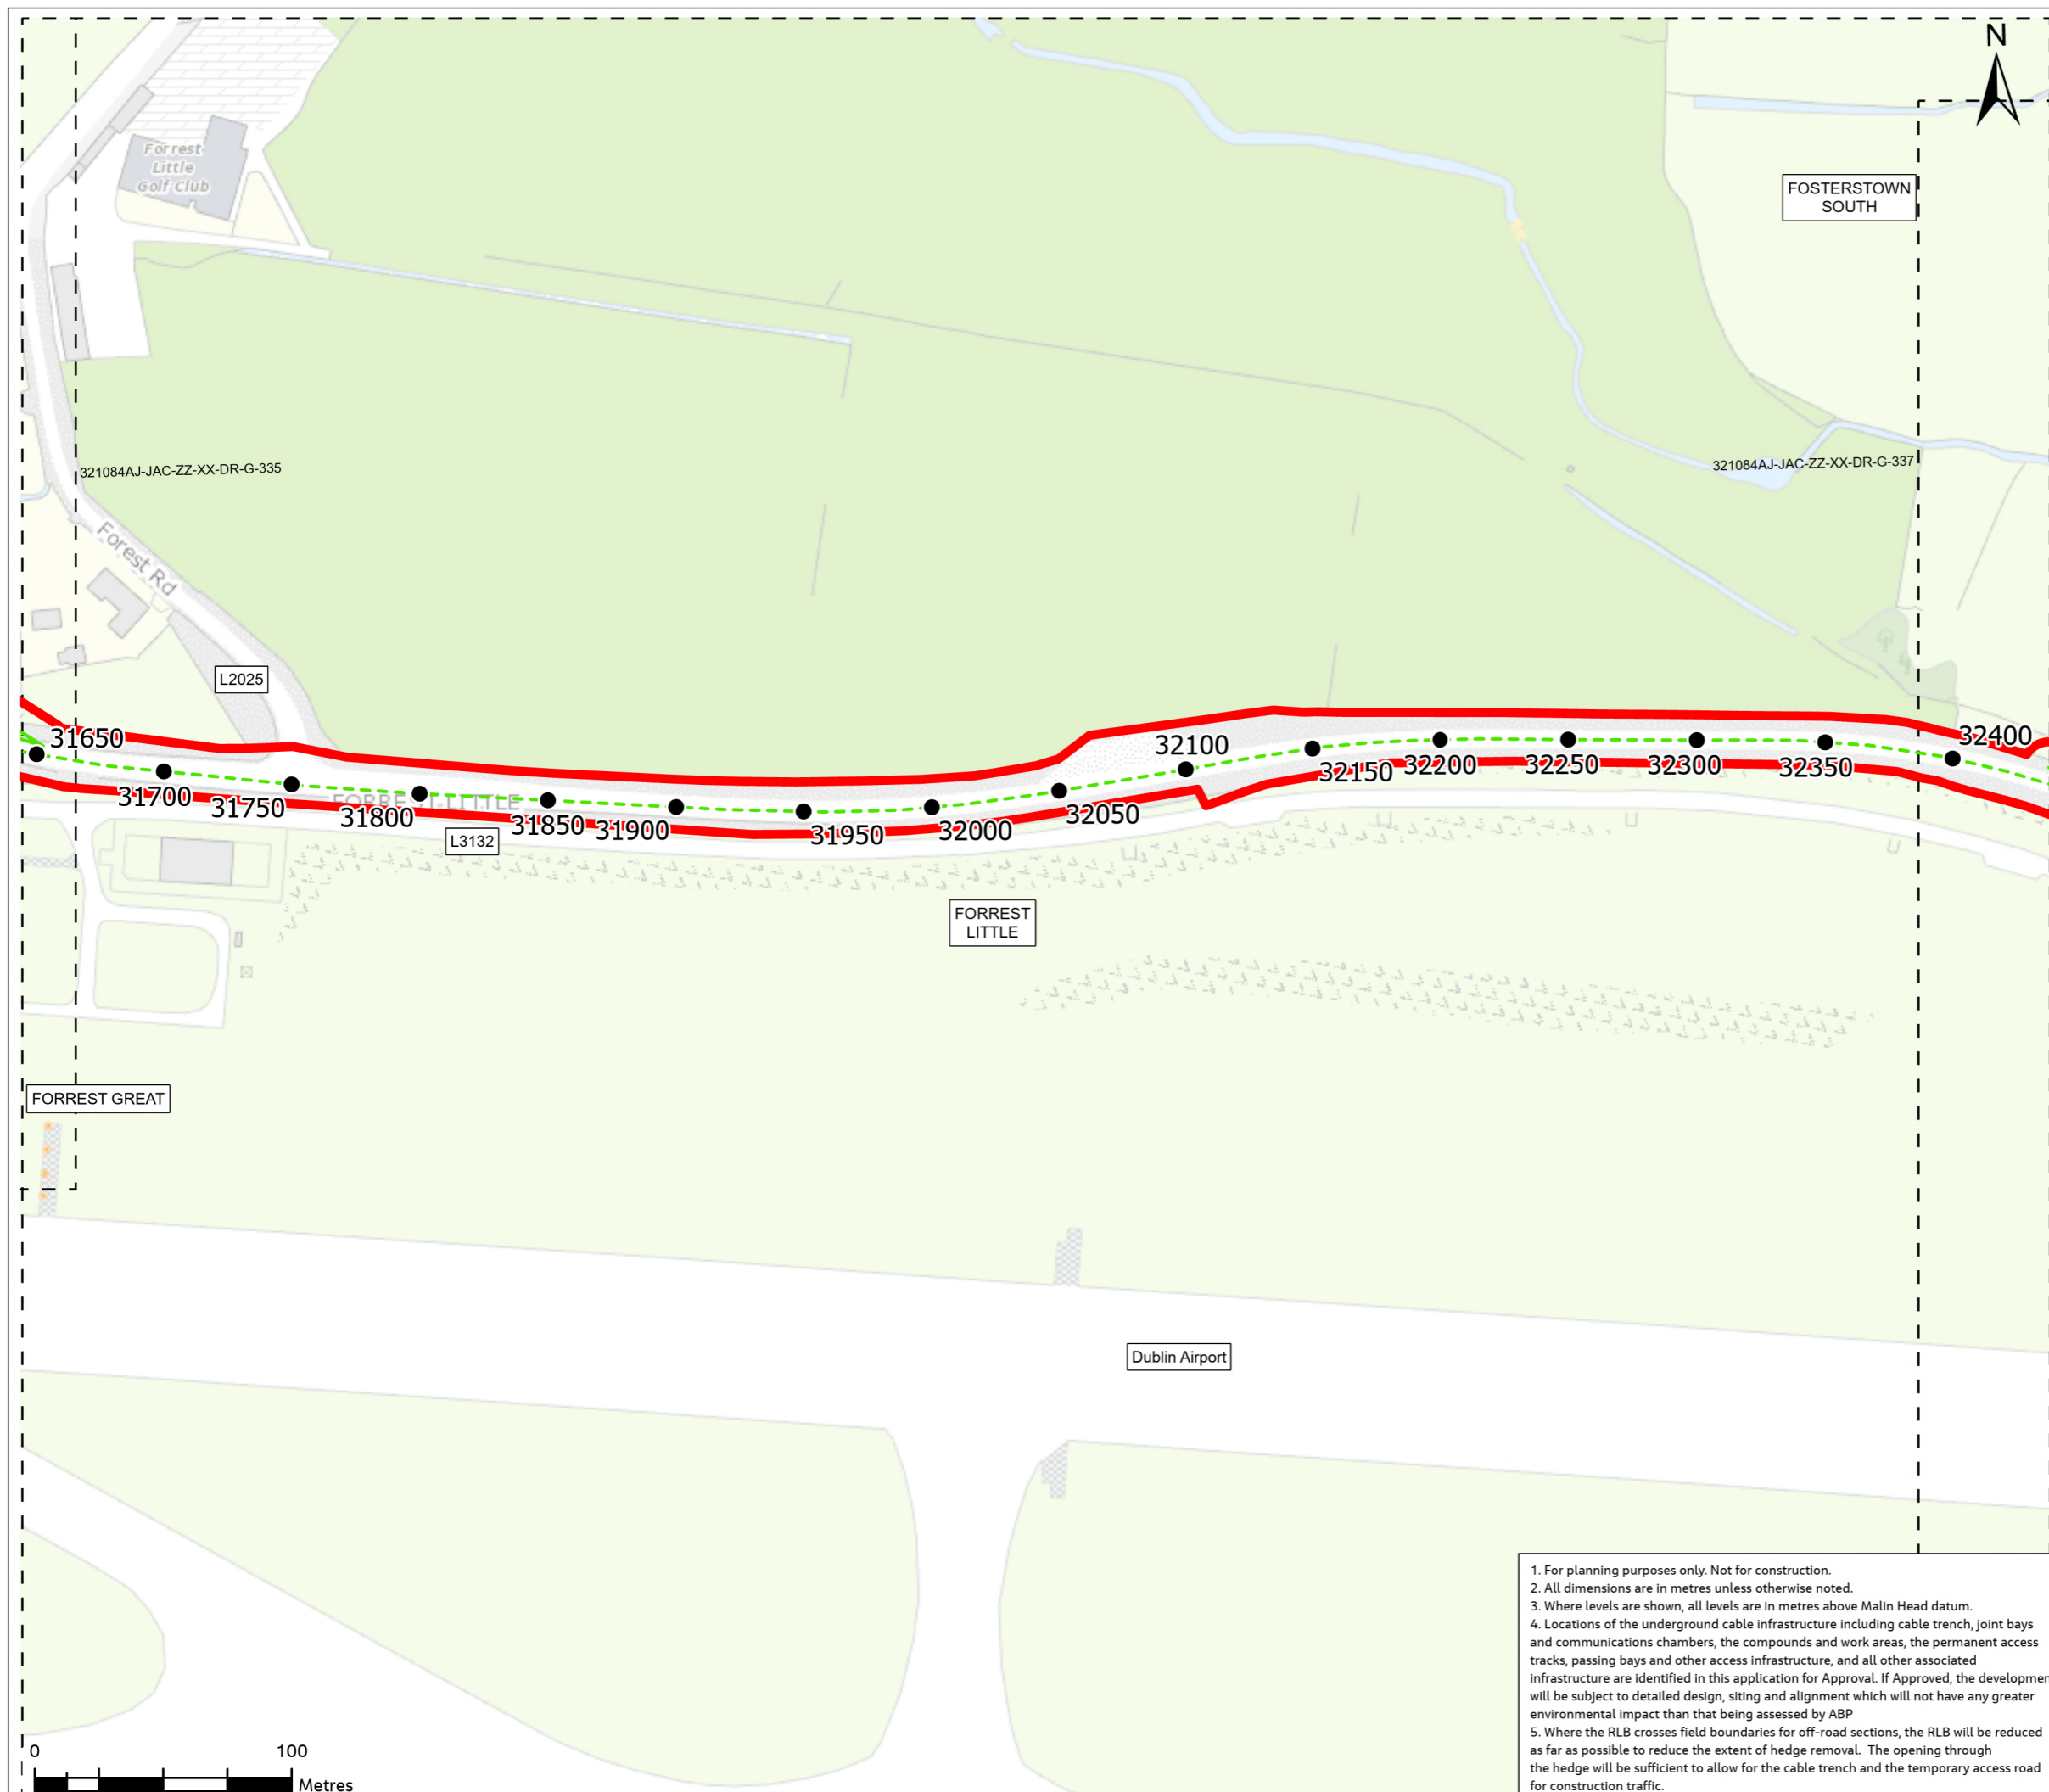 N
Forrest
Little
Golf Club
FOSTERSTOWN
SOUTH
321084AJ-JAC-ZZ-XX-DR-G-335
321084AJ-JAC-ZZ-XX-DR-G-337
Forest Rd
L2025
31650
31700
31750
31800
31850
31900
31950
32000
32050
32100
32150
32200
32250
32300
32350
32400
FORREST LITTLE
L3132
FORREST
LITTLE
FORREST GREAT
Dublin Airport
1. For planning purposes only. Not for construction.
2. All dimensions are in metres unless otherwise noted.
3. Where levels are shown, all levels are in metres above Malin Head datum.
4. Locations of the underground cable infrastructure including cable trench, joint bays
and communications chambers, the compounds and work areas, the permanent access
tracks, passing bays and other access infrastructure, and all other associated
infrastructure are identified in this application for Approval. If Approved, the developmen
will be subject to detailed design, siting and alignment which will not have any greater
environmental impact than that being assessed by ABP
5. Where the RLB crosses field boundaries for off-road sections, the RLB will be reduced
as far as possible to reduce the extent of hedge removal. The opening through
the hedge will be sufficient to allow for the cable trench and the temporary access road
for construction traffic.
0 100
Metres